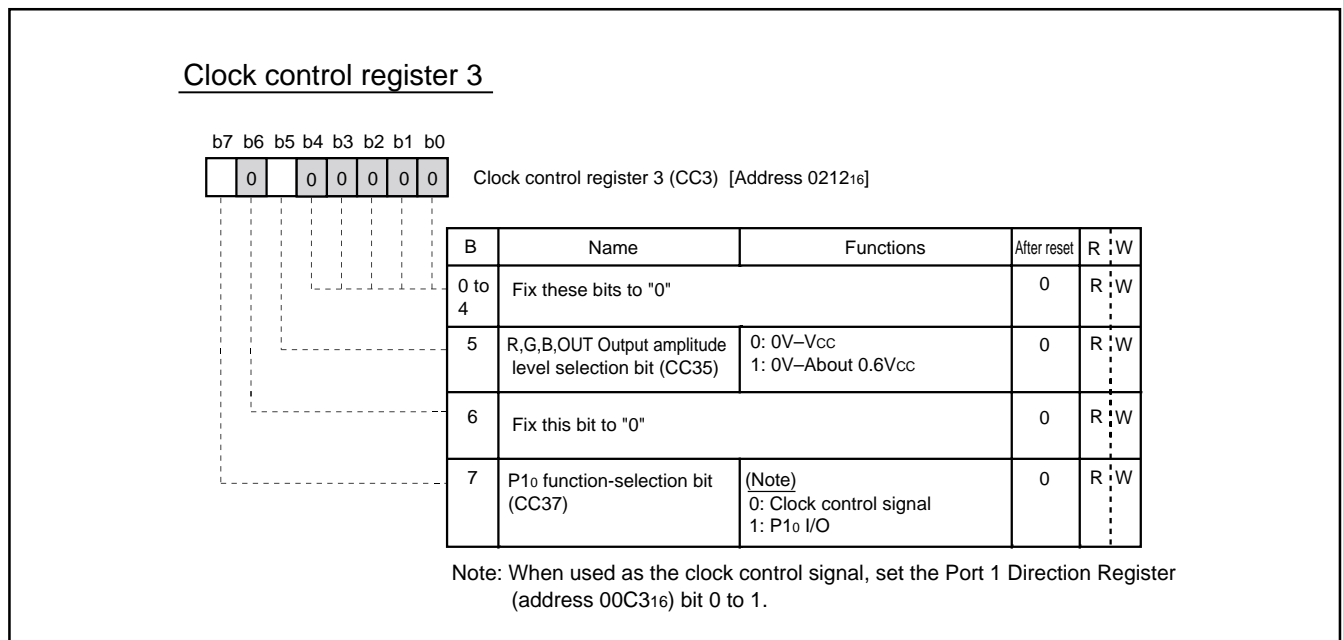 Clock control register 3
b7 b6 b5 b4 b3 b2 b1 b0
0 0 0 0 0 0
Clock control register 3 (CC3) [Address 021216]
B Name Functions After reset R W
0 to 4 Fix these bits to "0" 0 R W
5 R,G,B,OUT Output amplitude level selection bit (CC35) 0: 0V–VCC
1: 0V–About 0.6VCC 0 R W
6 Fix this bit to "0" 0 R W
7 P10 function-selection bit (CC37) (Note)
0: Clock control signal
1: P10 I/O 0 R W
Note: When used as the clock control signal, set the Port 1 Direction Register
(address 00C316) bit 0 to 1.